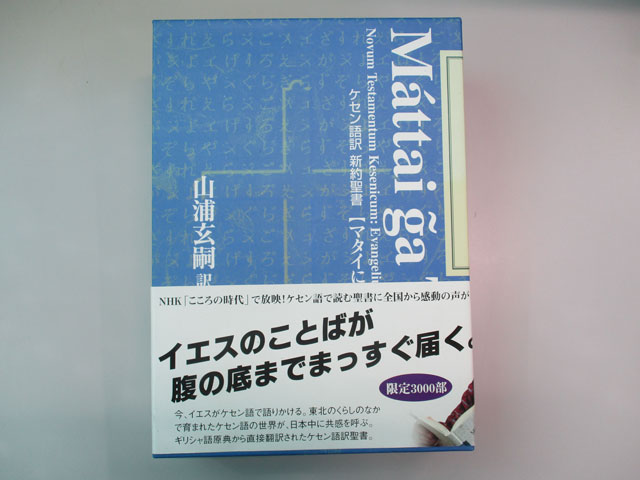 Máttai g̃a
Novum Testamentum Kesenicum: Evangeliu
ケセン語訳 新約聖書【マタイに
山浦玄嗣 訳
NHK「こころの時代」で放映!ケセン語で読む聖書に全国から感動の声が
イエスのことばが
腹の底までまっすぐ届く。
限定3000部
今、イエスがケセン語で語りかける。東北のくらしのなか
で育まれたケセン語の世界が、日本中に共感を呼ぶ。
ギリシャ語原典から直接翻訳されたケセン語訳聖書。